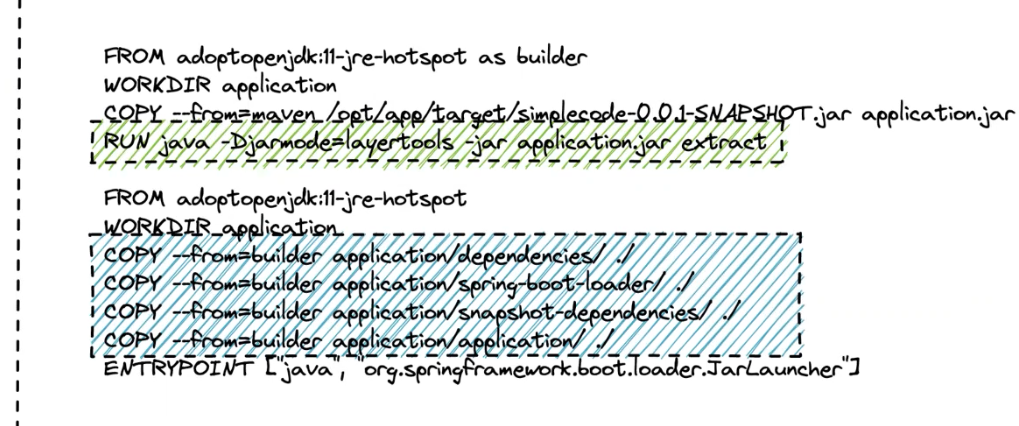 FROM adoptopenjdk:11-jre-hotspot as builder
WORKDIR application
COPY --from=maven /opt/app/target/simplecode-0.0.1-SNAPSHOT.jar application.jar
RUN java -Djarmode=layertools -jar application.jar extract
FROM adoptopenjdk:11-jre-hotspot
WORKDIR application
COPY --from=builder application/dependencies/ ./
COPY --from=builder application/spring-boot-loader/ ./
COPY --from=builder application/snapshot-dependencies/ ./
COPY --from=builder application/application/ ./
ENTRYPOINT ["java", "org.springframework.boot.loader.JarLauncher"]